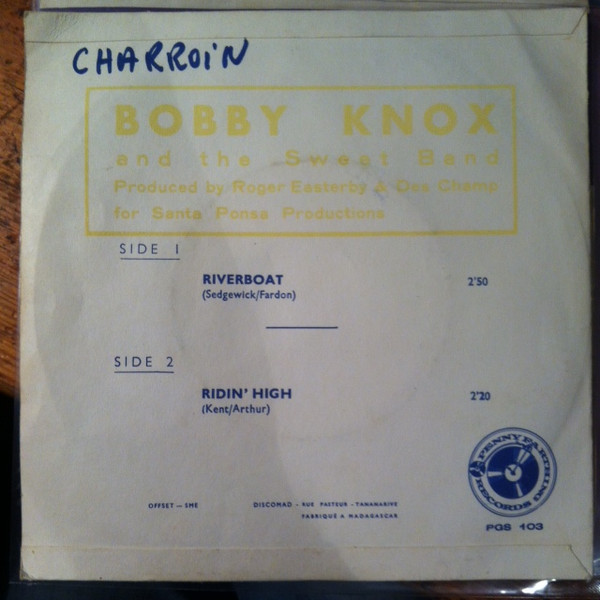 CHARROiN
BOBBY KNOX
and the Sweet Band
Produced by Roger Easterby & Des Champ
for Santa Ponsa Productions
SIDE 1
RIVERBOAT 2'50
(Sedgewick/Fardon)
SIDE 2
RIDIN' HIGH 2'20
(Kent/Arthur)
PENNY FARTHING
RECORDS
OFFSET — SME DISCOMAD - RUE PASTEUR - TANANARIVE
FABRIQUÉ A MADAGASCAR
PGS 103